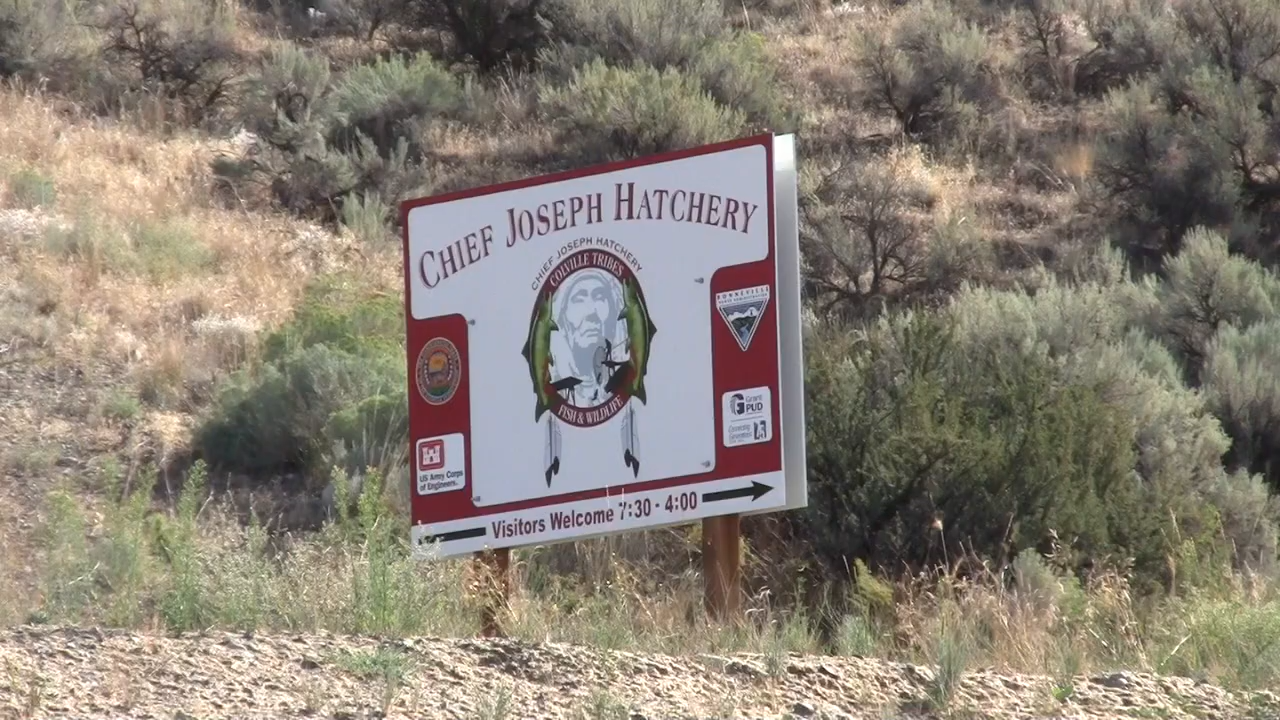 CHIEF JOSEPH HATCHERY
CHIEF JOSEPH HATCHERY
COLVILLE TRIBES
FISH & WILDLIFE
BONNEVILLE
US Army Corps
of Engineers
Grant
PUD
Visitors Welcome 7:30 - 4:00